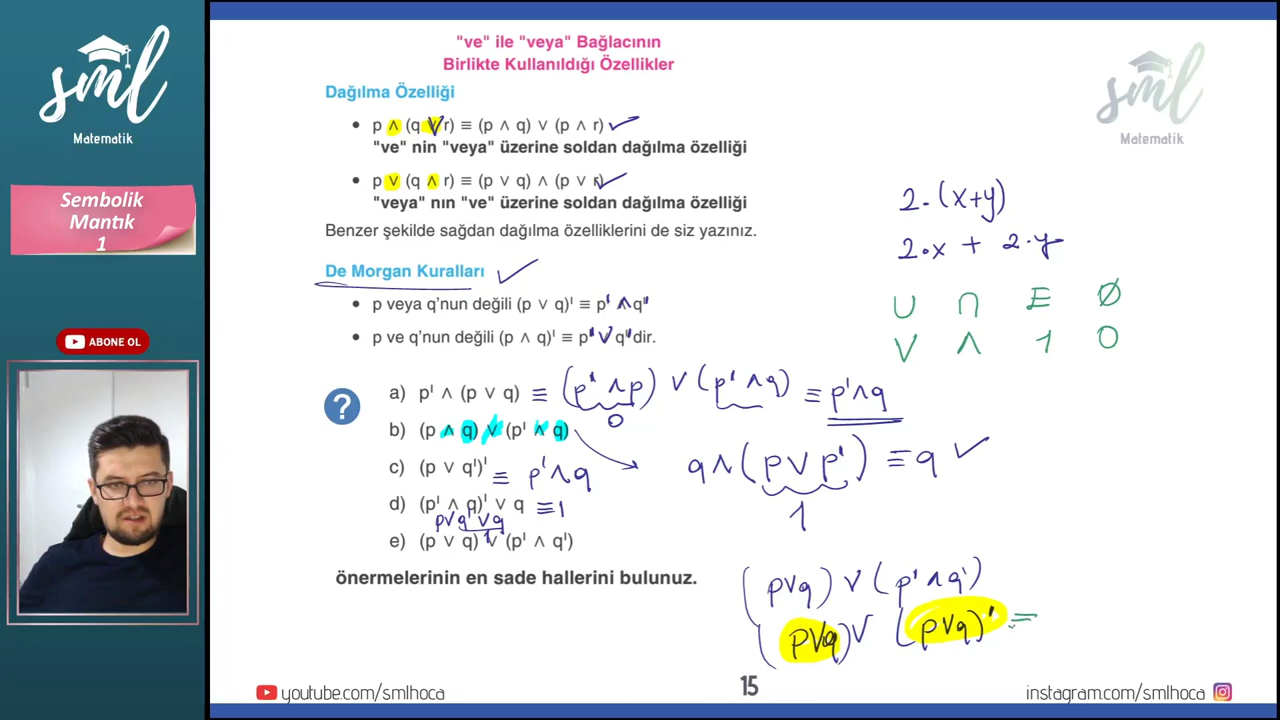 sml
Matematik
Sembolik
Mantık
1
ABONE OL
"ve" ile "veya" Bağlacının
Birlikte Kullanıldığı Özellikler
Dağılma Özelliği
• p ∧ (q ∨ r) ≡ (p ∧ q) ∨ (p ∧ r) ✓
"ve" nin "veya" üzerine soldan dağılma özelliği
• p ∨ (q ∧ r) ≡ (p ∨ q) ∧ (p ∨ r) ✓
"veya" nın "ve" üzerine soldan dağılma özelliği
Benzer şekilde sağdan dağılma özelliklerini de siz yazınız.
De Morgan Kuralları ✓
• p veya q'nun değili (p ∨ q)' ≡ p' ∧ q'
• p ve q'nun değili (p ∧ q)' ≡ p' ∨ q' dir.
?
a) p' ∧ (p ∨ q) ≡ (p' ∧ p) ∨ (p' ∧ q) ≡ p' ∧ q
0
b) (p ∧ q) ∨ (p' ∧ q)
q ∧ (p ∨ p') ≡ q ✓
1
c) (p ∨ q')' ≡ p' ∧ q
d) (p' ∧ q)' ∨ q ≡ 1
p ∨ q' ∨ q
1
e) (p ∨ q) ∨ (p' ∧ q')
önermelerinin en sade hallerini bulunuz.
sml
Matematik
2.(x+y)
2.x + 2.y
U ∩ E Ø
∨ ∧ 1 0
(p ∨ q) ∨ (p' ∧ q')
(p ∨ q) ∨ (p ∨ q)' =
youtube.com/smlhoca
15
instagram.com/smlhoca